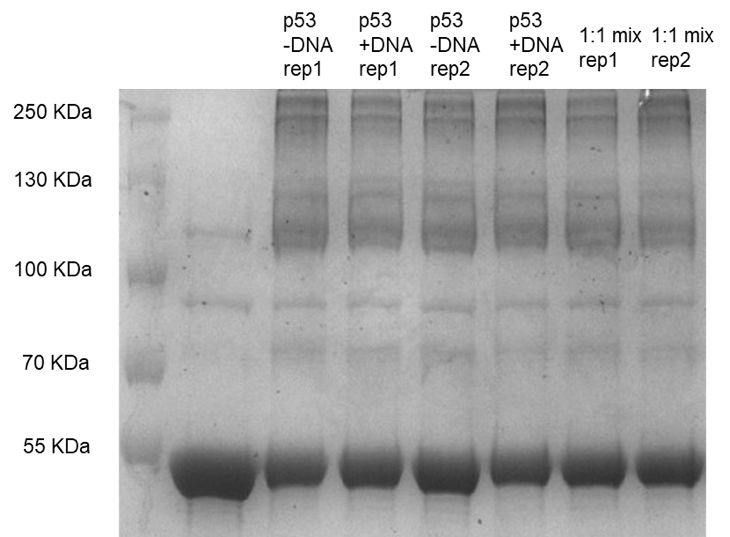 p53
-DNA
rep1
p53
+DNA
rep1
p53
-DNA
rep2
p53
+DNA
rep2
1:1 mix
rep1
1:1 mix
rep2
250 KDa
130 KDa
100 KDa
70 KDa
55 KDa